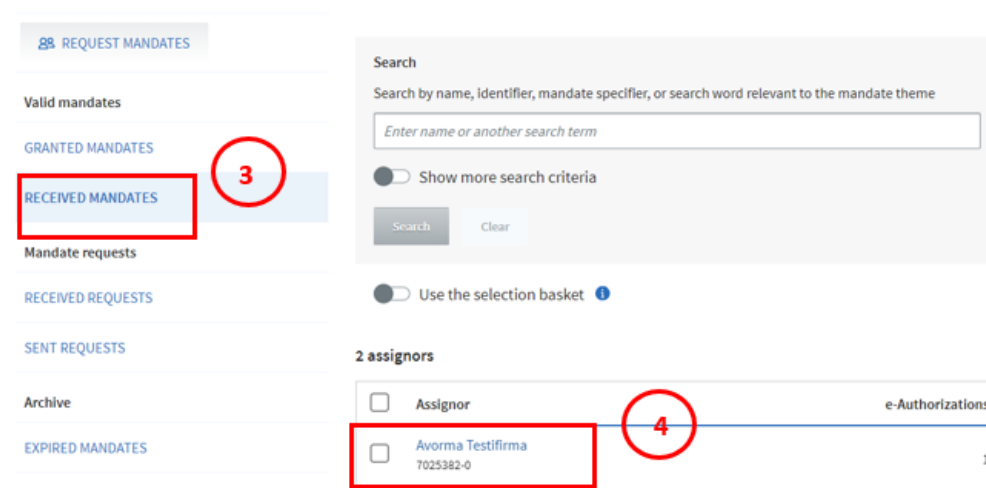 REQUEST MANDATES
Valid mandates
GRANTED MANDATES
RECEIVED MANDATES
3
Mandate requests
RECEIVED REQUESTS
SENT REQUESTS
Archive
EXPIRED MANDATES
Search
Search by name, identifier, mandate specifier, or search word relevant to the mandate theme
Enter name or another search term
Show more search criteria
Search Clear
Use the selection basket
2 assignors
Assignor e-Authorizations
4
Avorma Testifirma
7025382-0
1